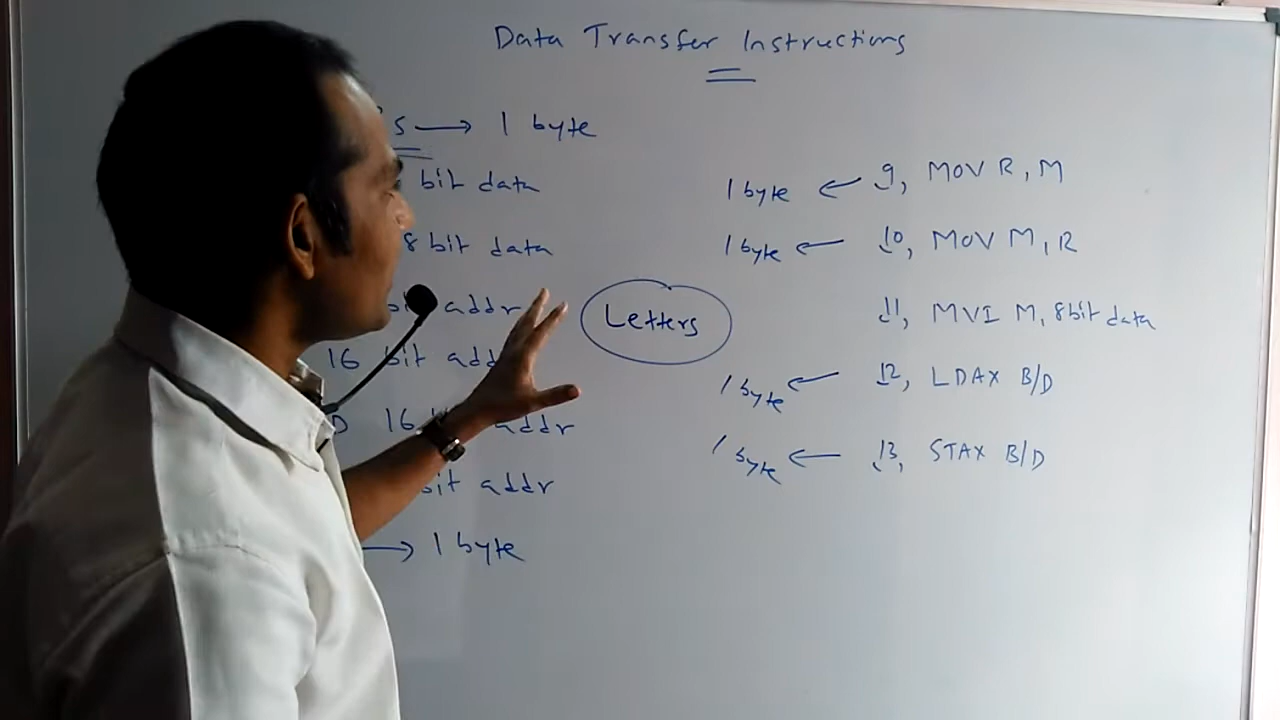 Data Transfer Instructions
s → 1 byte
bit data
8 bit data
addr
16 bit add
D 16 addr
bit addr
→ 1 byte
Letters
1 byte ← 9, MOV R, M
1 byte ← 10, MOV M, R
11, MVI M, 8bit data
1 byte ← 12, LDAX B/D
1 byte ← 13, STAX B/D